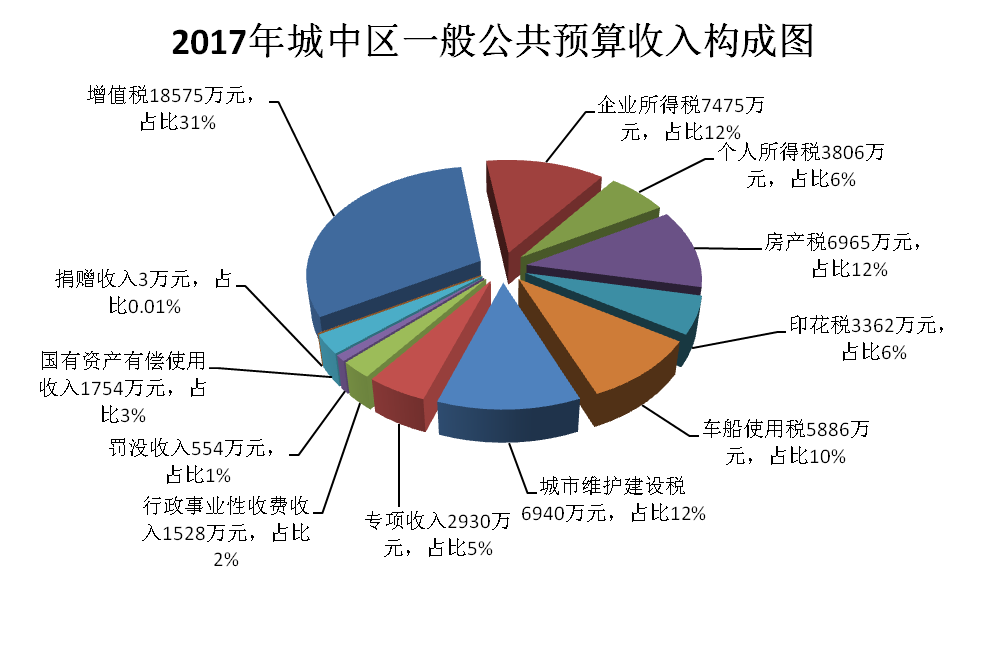 2017年城中区一般公共预算收入构成图
增值税18575万元，
占比31%
企业所得税7475万
元，占比12%
个人所得税3806万
元，占比6%
房产税6965万元，
占比12%
印花税3362万元，
占比6%
车船使用税5886万
元，占比10%
城市维护建设税
6940万元，占比12%
专项收入2930万
元，占比5%
行政事业性收费收
入1528万元，占比
2%
罚没收入554万元，
占比1%
国有资产有偿使用
收入1754万元，占
比3%
捐赠收入3万元，占
比0.01%